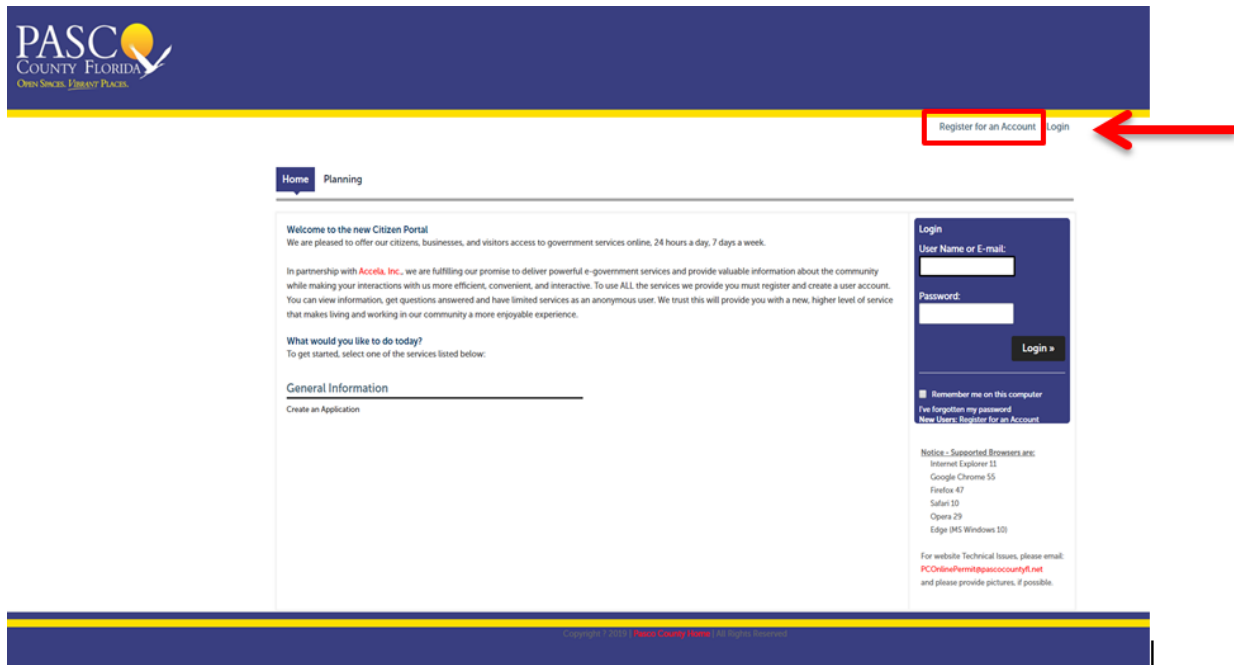 PASCO
COUNTY FLORIDA
OPEN SPACES. VIBRANT PLACES.
Register for an Account Login
Home Planning
Welcome to the new Citizen Portal
We are pleased to offer our citizens, businesses, and visitors access to government services online, 24 hours a day, 7 days a week.
In partnership with Accela, Inc., we are fulfilling our promise to deliver powerful e-government services and provide valuable information about the community
while making your interactions with us more efficient, convenient, and interactive. To use ALL the services we provide you must register and create a user account.
You can view information, get questions answered and have limited services as an anonymous user. We trust this will provide you with a new, higher level of service
that makes living and working in our community a more enjoyable experience.
What would you like to do today?
To get started, select one of the services listed below:
General Information
Create an Application
Login
User Name or E-mail:
Password:
Login »
Remember me on this computer
I've forgotten my password
New Users: Register for an Account
Notice - Supported Browsers are:
Internet Explorer 11
Google Chrome 55
Firefox 47
Safari 10
Opera 29
Edge (MS Windows 10)
For website Technical Issues, please email:
PCOnlinePermit@pascocountyfl.net
and please provide pictures, if possible.
Copyright ? 2019 | Pasco County Home | All Rights Reserved